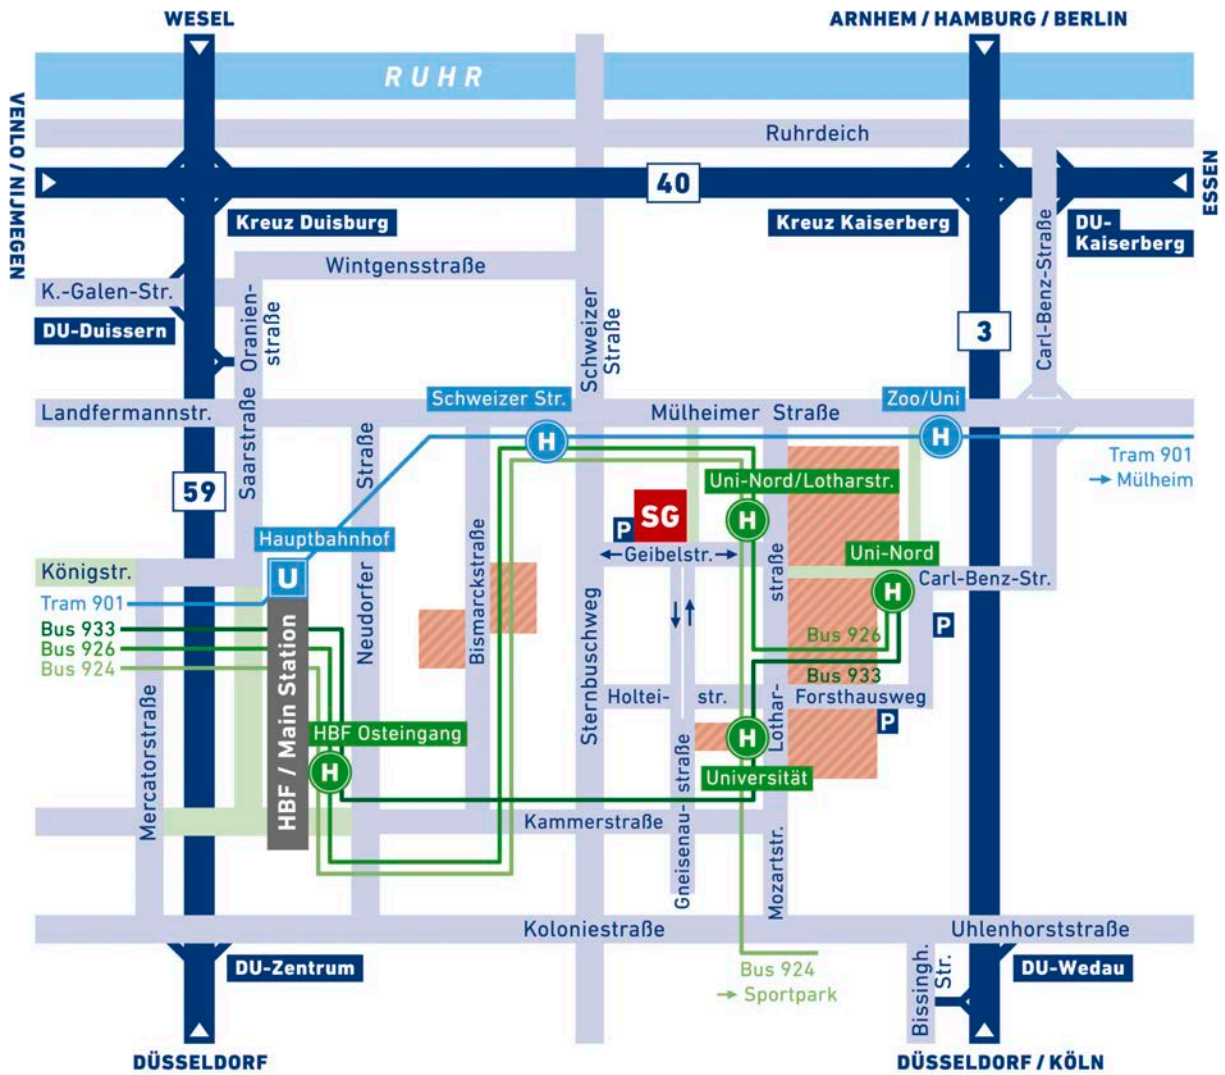 WESEL
ARNHEM / HAMBURG / BERLIN
RUHR
VENLO / NIJMEGEN
Ruhrdeich
40
ESSEN
Kreuz Duisburg
Kreuz Kaiserberg
DU-
Kaiserberg
Wintgensstraße
K.-Galen-Str.
Oranien-
straße
Schweizer
Straße
Carl-Benz-Straße
DU-Duissern
3
Schweizer Str.
Zoo/Uni
Landfermannstr.
Mülheimer Straße
H
H
Tram 901
→ Mülheim
Saarstraße
Neudorfer Straße
59
Uni-Nord/Lotharstr.
H
SG
P
Hauptbahnhof
U
Geibelstr.
Uni-Nord
H
Carl-Benz-Str.
Königstr.
Tram 901
Bus 933
Bus 926
Bus 924
Bismarckstraße
Sternbuschweg
Lothar-
straße
Bus 926
Bus 933
P
Holtei- str.
Forsthausweg
P
HBF / Main Station
HBF Osteingang
H
H
Universität
Mercatorstraße
Gneisenau-
straße
Kammerstraße
Mozartstr.
Koloniestraße
Uhlenhorststraße
DU-Zentrum
Bus 924
→ Sportpark
Bissingh.
Str.
DU-Wedau
DÜSSELDORF
DÜSSELDORF / KÖLN